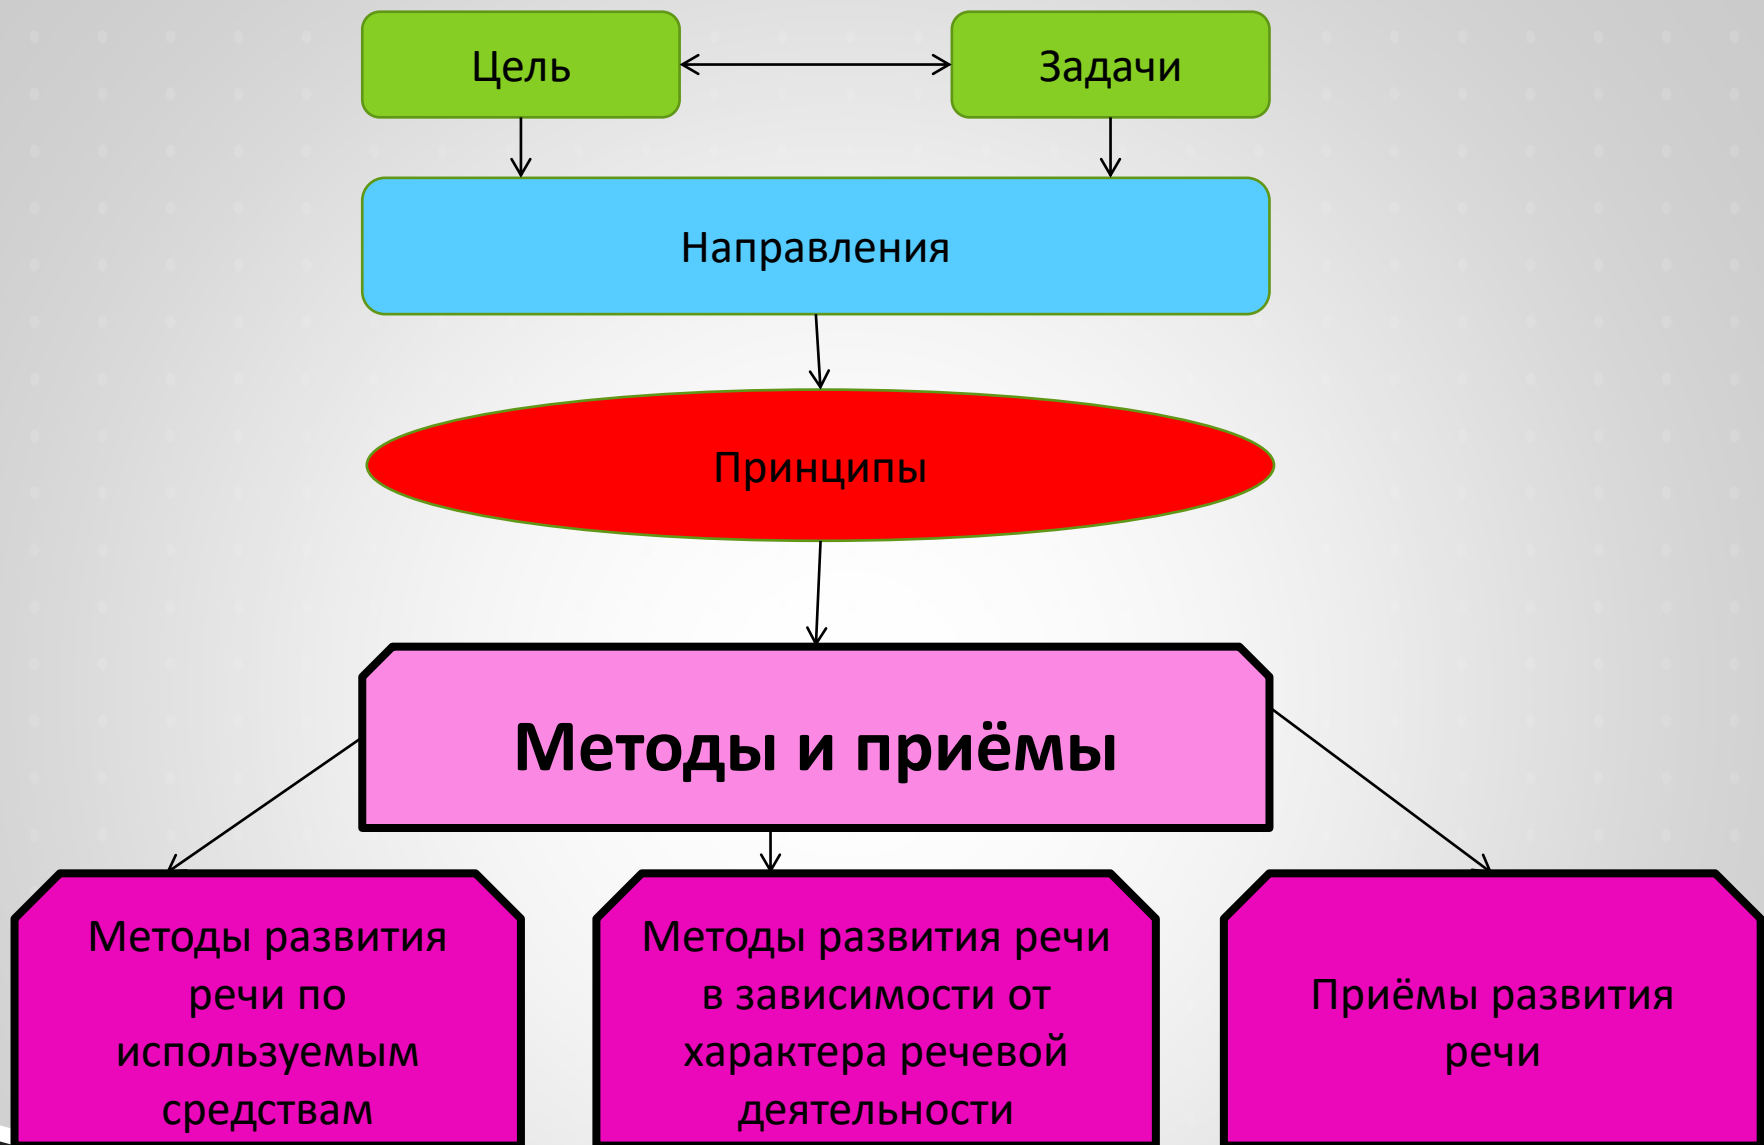 Цель
Задачи
Направления
Принципы
Методы и приёмы
Методы развития
речи по
используемым
средствам
Методы развития речи
в зависимости от
характера речевой
деятельности
Приёмы развития
речи